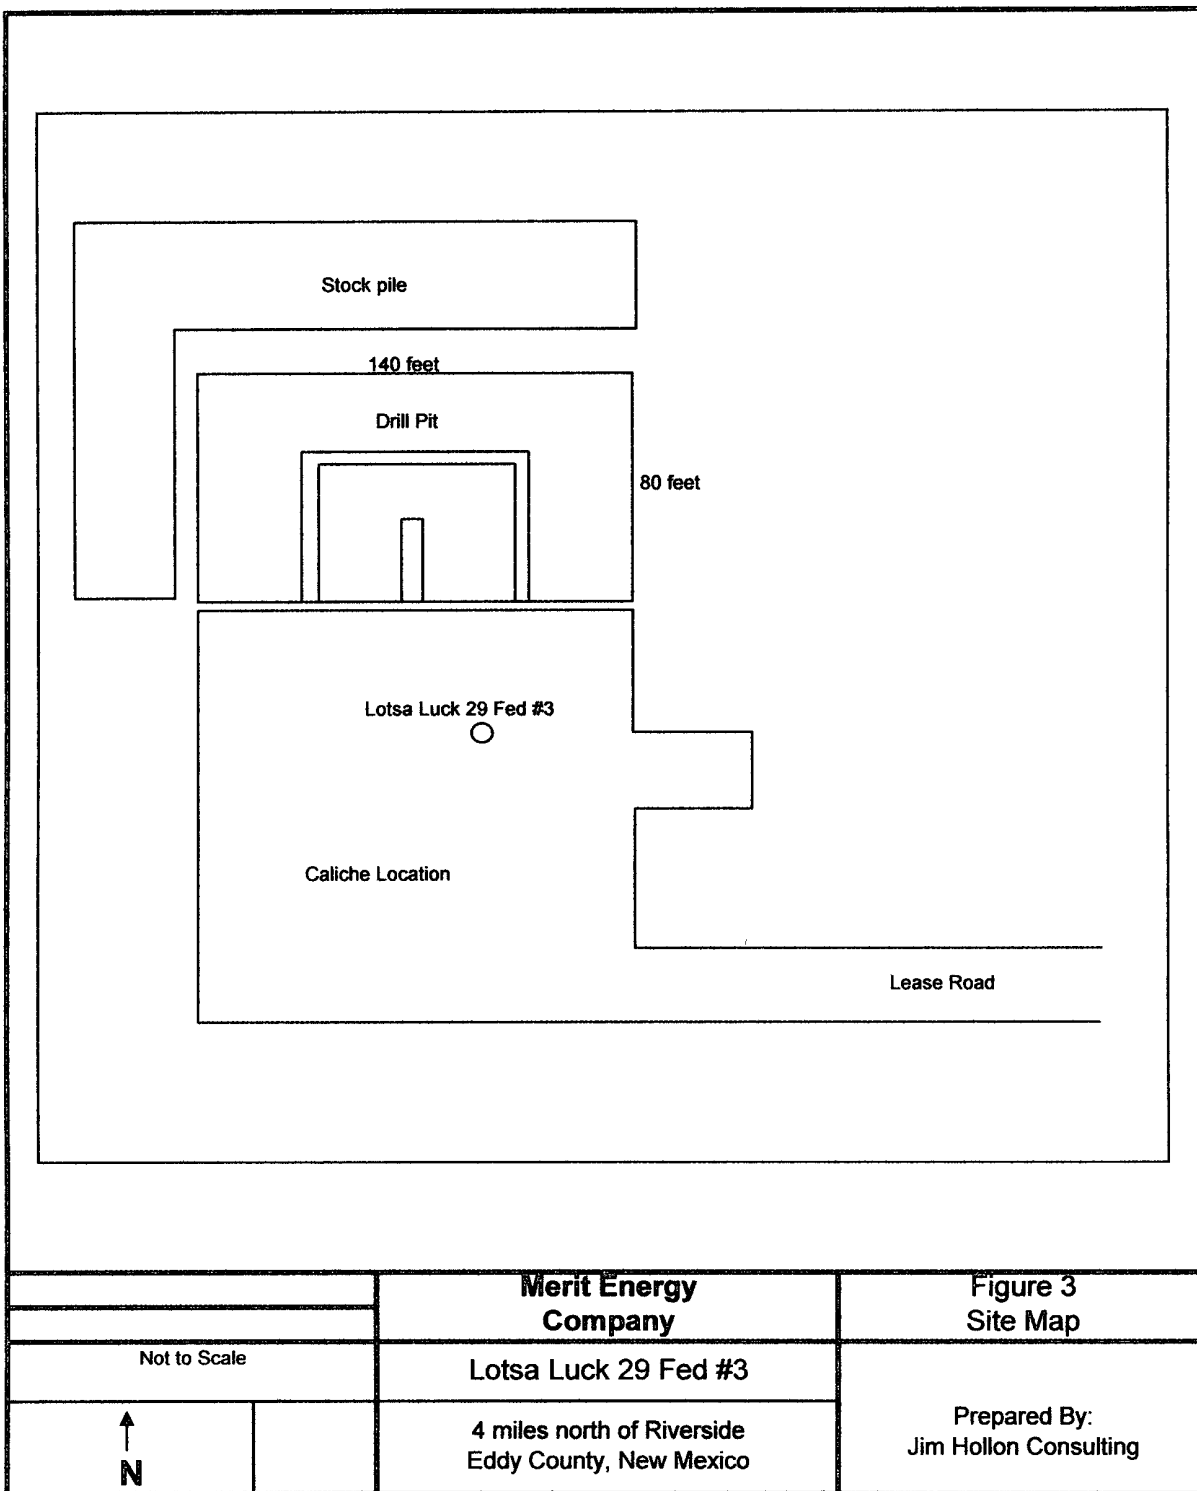 Stock pile
140 feet
Drill Pit
80 feet
Lotsa Luck 29 Fed #3
Caliche Location
Lease Road
Merit Energy
Company
Figure 3
Site Map
Not to Scale
Lotsa Luck 29 Fed #3
N
4 miles north of Riverside
Eddy County, New Mexico
Prepared By:
Jim Hollon Consulting